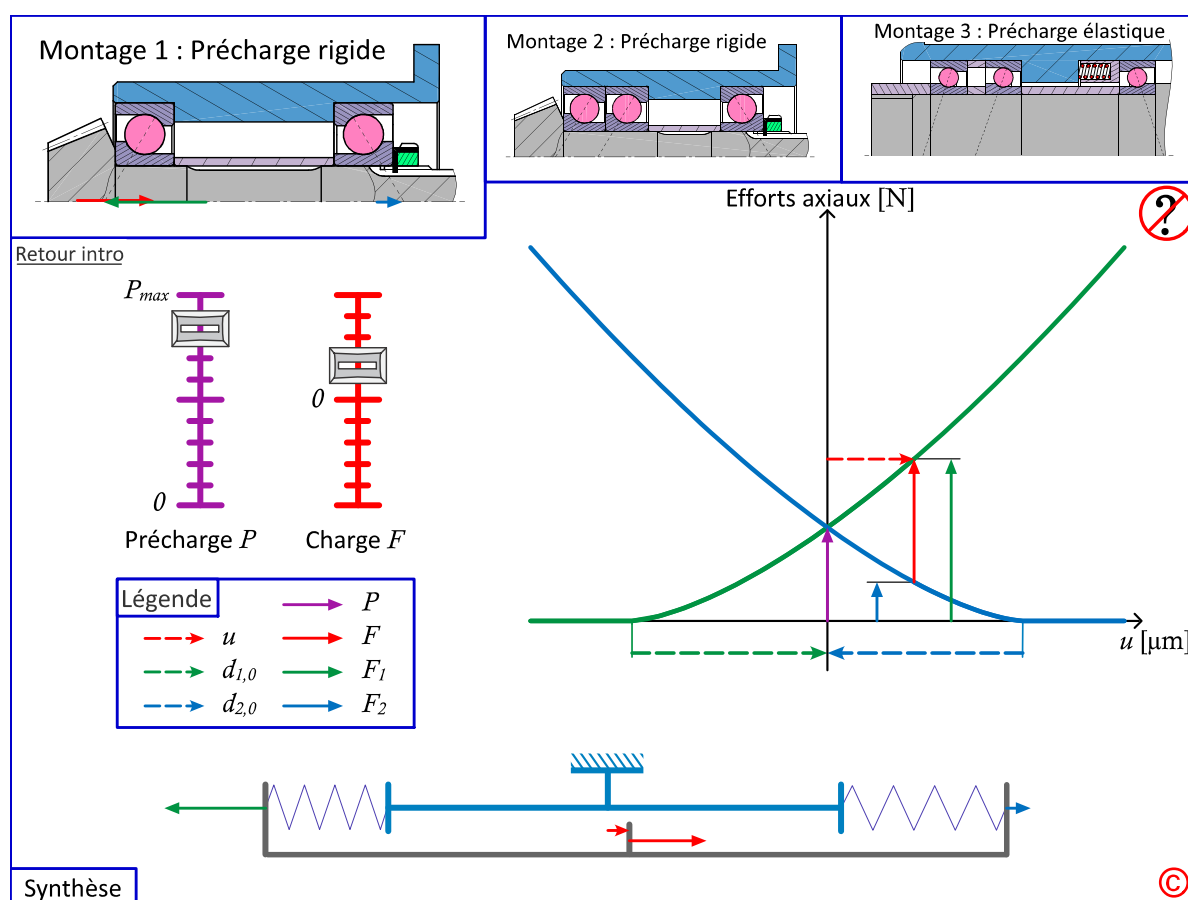 Montage 1 : Précharge rigide
Montage 2 : Précharge rigide
Montage 3 : Précharge élastique
Efforts axiaux [N]
?
Retour intro
Pmax
0
0
Précharge P
Charge F
u [µm]
Légende
P
u
F
d1,0
F1
d2,0
F2
Synthèse
©